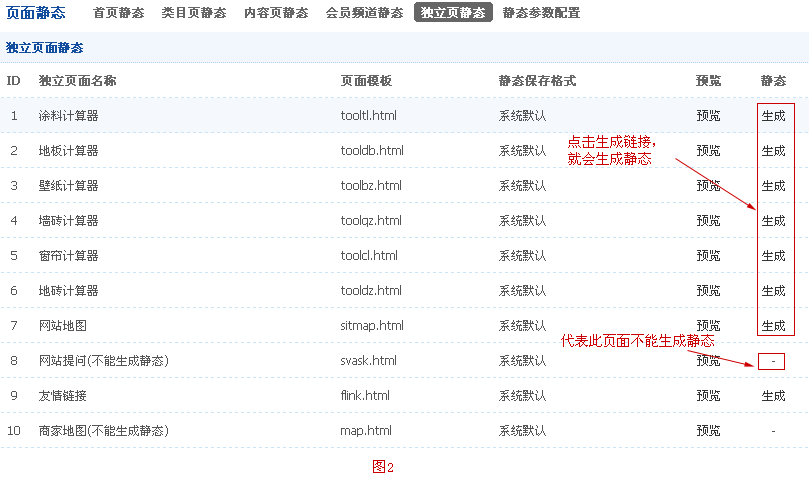 页面静态 首页静态 类目页静态 内容页静态 会员频道静态 独立页静态 静态参数配置
独立页面静态
ID 独立页面名称 页面模板 静态保存格式 预览 静态
1 涂料计算器 tooltl.html 系统默认 预览 生成
点击生成链接，
2 地板计算器 tooldb.html 系统默认 预览 生成
就会生成静态
3 壁纸计算器 toolbz.html 系统默认 预览 生成
4 墙砖计算器 toolqz.html 系统默认 预览 生成
5 窗帘计算器 toolcl.html 系统默认 预览 生成
6 地砖计算器 tooldz.html 系统默认 预览 生成
7 网站地图 sitmap.html 系统默认 预览 生成
代表此页面不能生成静态
8 网站提问(不能生成静态) svask.html 系统默认 预览 -
9 友情链接 flink.html 系统默认 预览 生成
10 商家地图(不能生成静态) map.html 系统默认 预览 -
图2